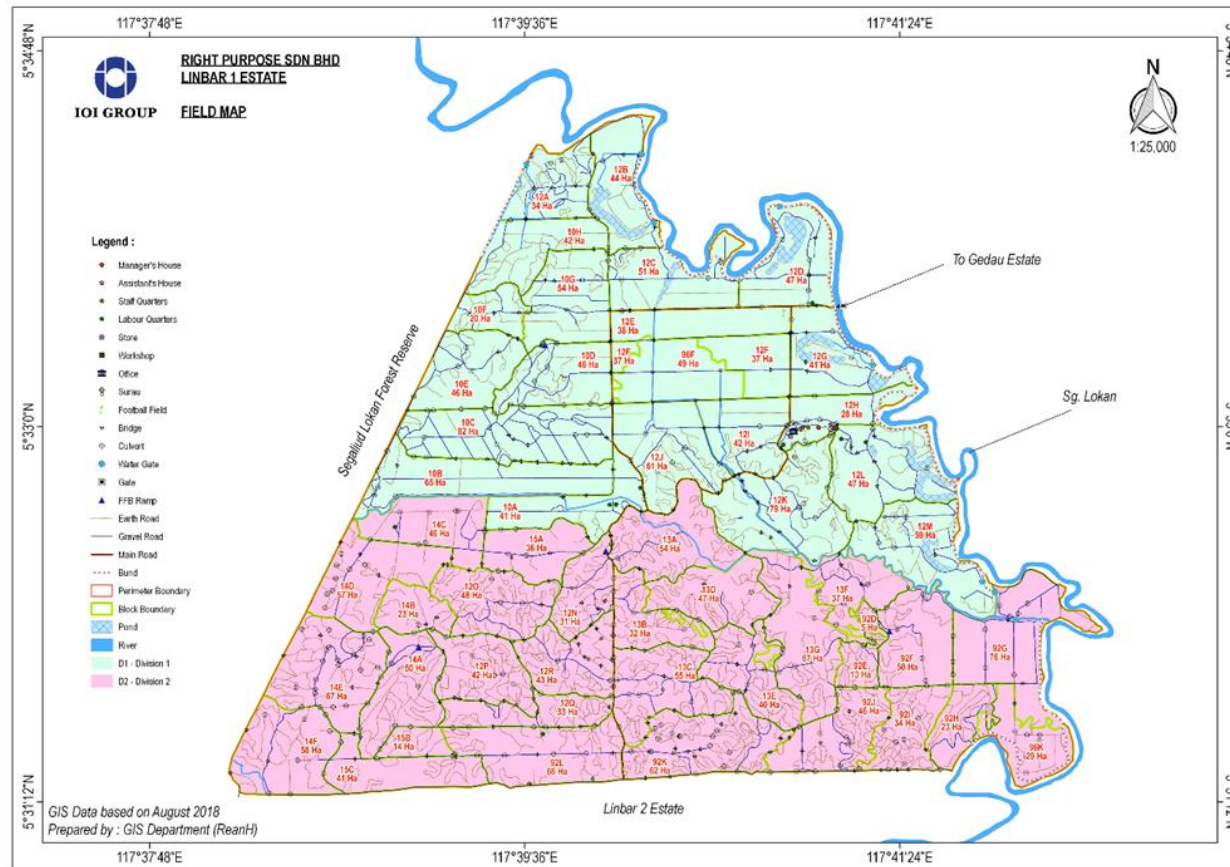 117°37'48"E
117°39'36"E
117°41'24"E
5°34'48"N
RIGHT PURPOSE SDN BHD
LINBAR 1 ESTATE
IOI GROUP
FIELD MAP
N
1:25,000
12B
44 Ha
12A
34 Ha
10H
42 Ha
12C
51 Ha
12D
47 Ha
To Gedau Estate
10G
54 Ha
10F
20 Ha
12E
38 Ha
12F
37 Ha
96F
49 Ha
12F
37 Ha
12G
41 Ha
10D
46 Ha
10E
46 Ha
Segaliud Lokan Forest Reserve
Sg. Lokan
12H
28 Ha
5°33'0"N
10C
82 Ha
12I
42 Ha
12J
61 Ha
12L
47 Ha
10B
65 Ha
12K
79 Ha
10A
41 Ha
12M
59 Ha
14C
46 Ha
15A
36 Ha
13A
54 Ha
14D
57 Ha
12O
48 Ha
13D
47 Ha
13F
37 Ha
14B
23 Ha
12N
31 Ha
13B
32 Ha
92D
5 Ha
14A
50 Ha
12P
42 Ha
12R
43 Ha
13C
55 Ha
13G
67 Ha
92E
13 Ha
92F
50 Ha
92G
76 Ha
14E
67 Ha
12Q
33 Ha
13E
40 Ha
92J
46 Ha
92I
34 Ha
92H
23 Ha
14F
58 Ha
15B
14 Ha
96K
29 Ha
15C
41 Ha
92L
66 Ha
92K
62 Ha
Legend :
Manager's House
Assistant's House
Staff Quarters
Labour Quarters
Store
Workshop
Office
Surau
Football Field
Bridge
Culvert
Water Gate
Gate
FFB Ramp
Earth Road
Gravel Road
Main Road
Bund
Perimeter Boundary
Block Boundary
Pond
River
D1 - Division 1
D2 - Division 2
5°31'12"N
GIS Data based on August 2018
Prepared by : GIS Department (ReanH)
Linbar 2 Estate
117°37'48"E
117°39'36"E
117°41'24"E